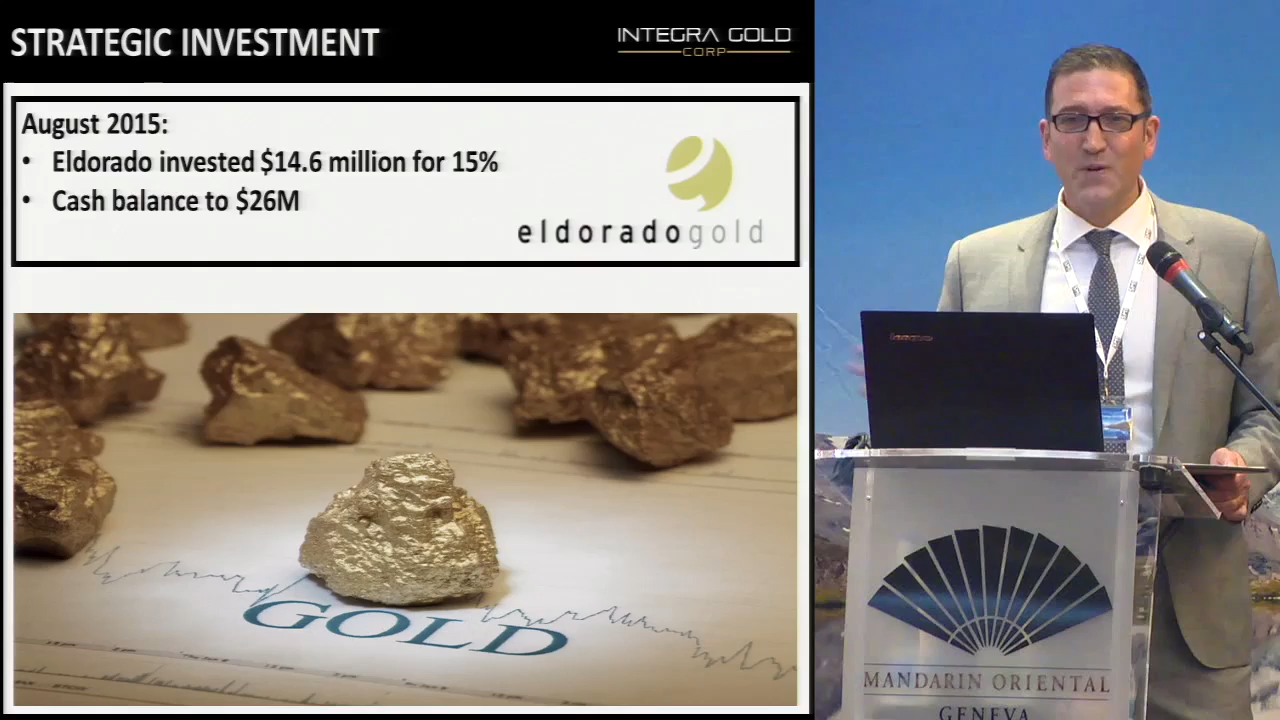 STRATEGIC INVESTMENT
INTEGRA GOLD
CORP
August 2015:
• Eldorado invested $14.6 million for 15%
• Cash balance to $26M
eldoradogold
GOLD
lenovo
MANDARIN ORIENTAL
GENEVA